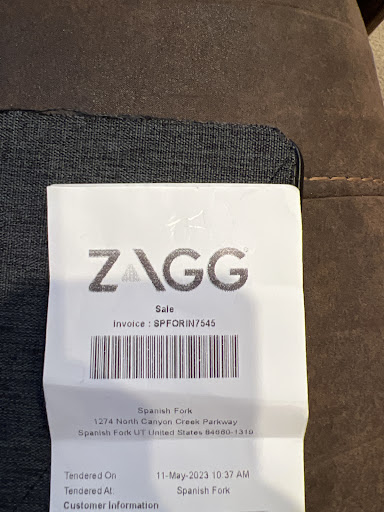 ZAGG
Sale
Invoice : SPFORIN7545
Spanish Fork
1274 North Canyon Creek Parkway
Spanish Fork UT United States 84660-1319
Tendered On 11-May-2023 10:37 AM
Tendered At Spanish Fork
Customer Information